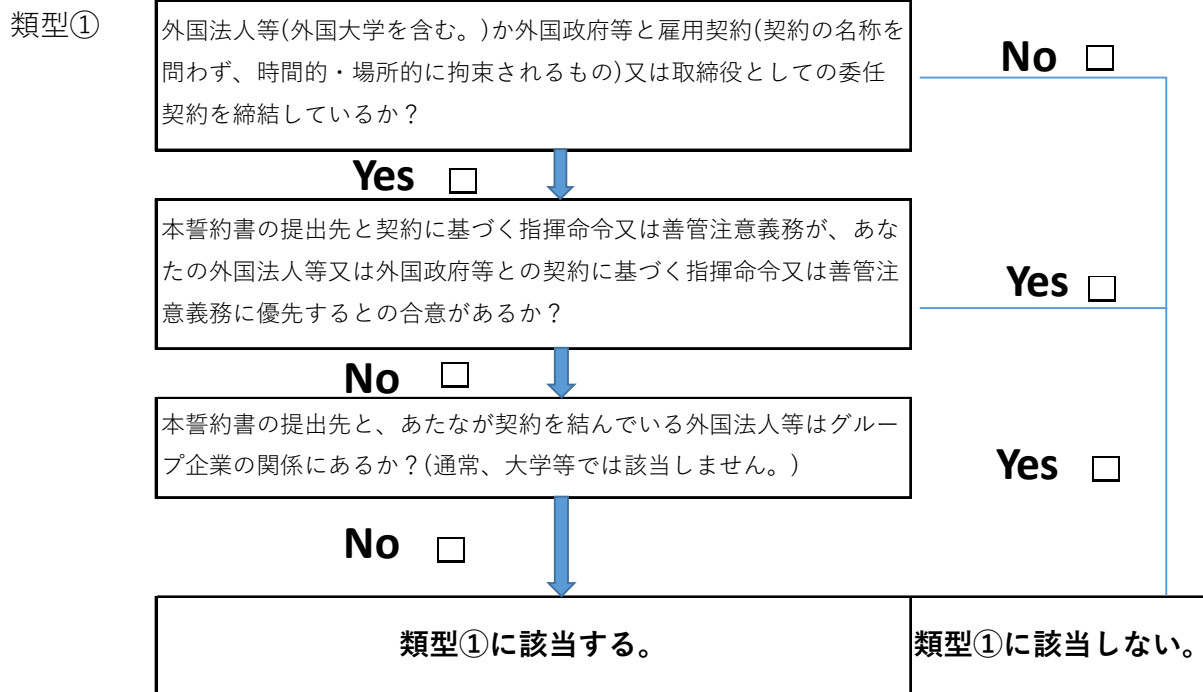 類型①
外国法人等(外国大学を含む。)か外国政府等と雇用契約(契約の名称を
問わず、時間的・場所的に拘束されるもの)又は取締役としての委任
契約を締結しているか？
No □
Yes □
本誓約書の提出先と契約に基づく指揮命令又は善管注意義務が、あな
たの外国法人等又は外国政府等との契約に基づく指揮命令又は善管注
意義務に優先するとの合意があるか？
Yes □
No □
本誓約書の提出先と、あたなが契約を結んでいる外国法人等はグルー
プ企業の関係にあるか？(通常、大学等では該当しません。)
Yes □
No □
類型①に該当する。
類型①に該当しない。